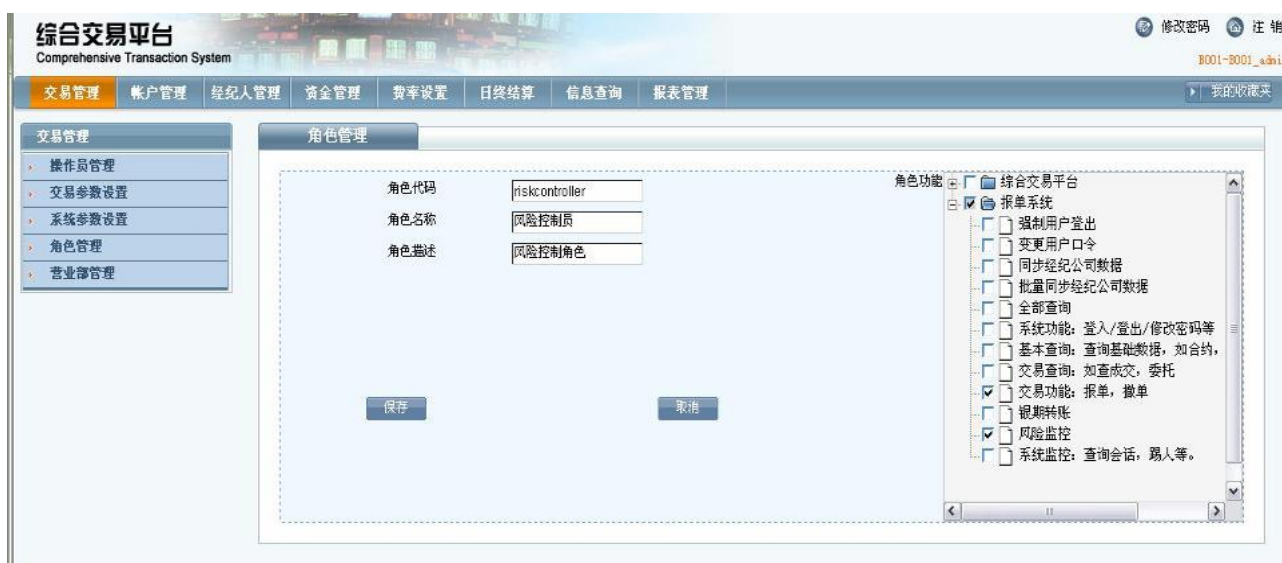 综合交易平台
Comprehensive Transaction System
修改密码 注 销
B001-B001_admi
交易管理 帐户管理 经纪人管理 资金管理 费率设置 日终结算 信息查询 报表管理 我的收藏夹
交易管理
操作员管理
交易参数设置
系统参数设置
角色管理
营业部管理
角色管理
角色代码 riskcontroller
角色名称 风险控制员
角色描述 风险控制角色
保存 取消
角色功能
综合交易平台
报单系统
强制用户登出
变更用户口令
同步经纪公司数据
批量同步经纪公司数据
全部查询
系统功能：登入/登出/修改密码等
基本查询：查询基础数据，如合约，
交易查询：如查成交，委托
交易功能：报单，撤单
银期转账
风险监控
系统监控：查询会话，踢人等。